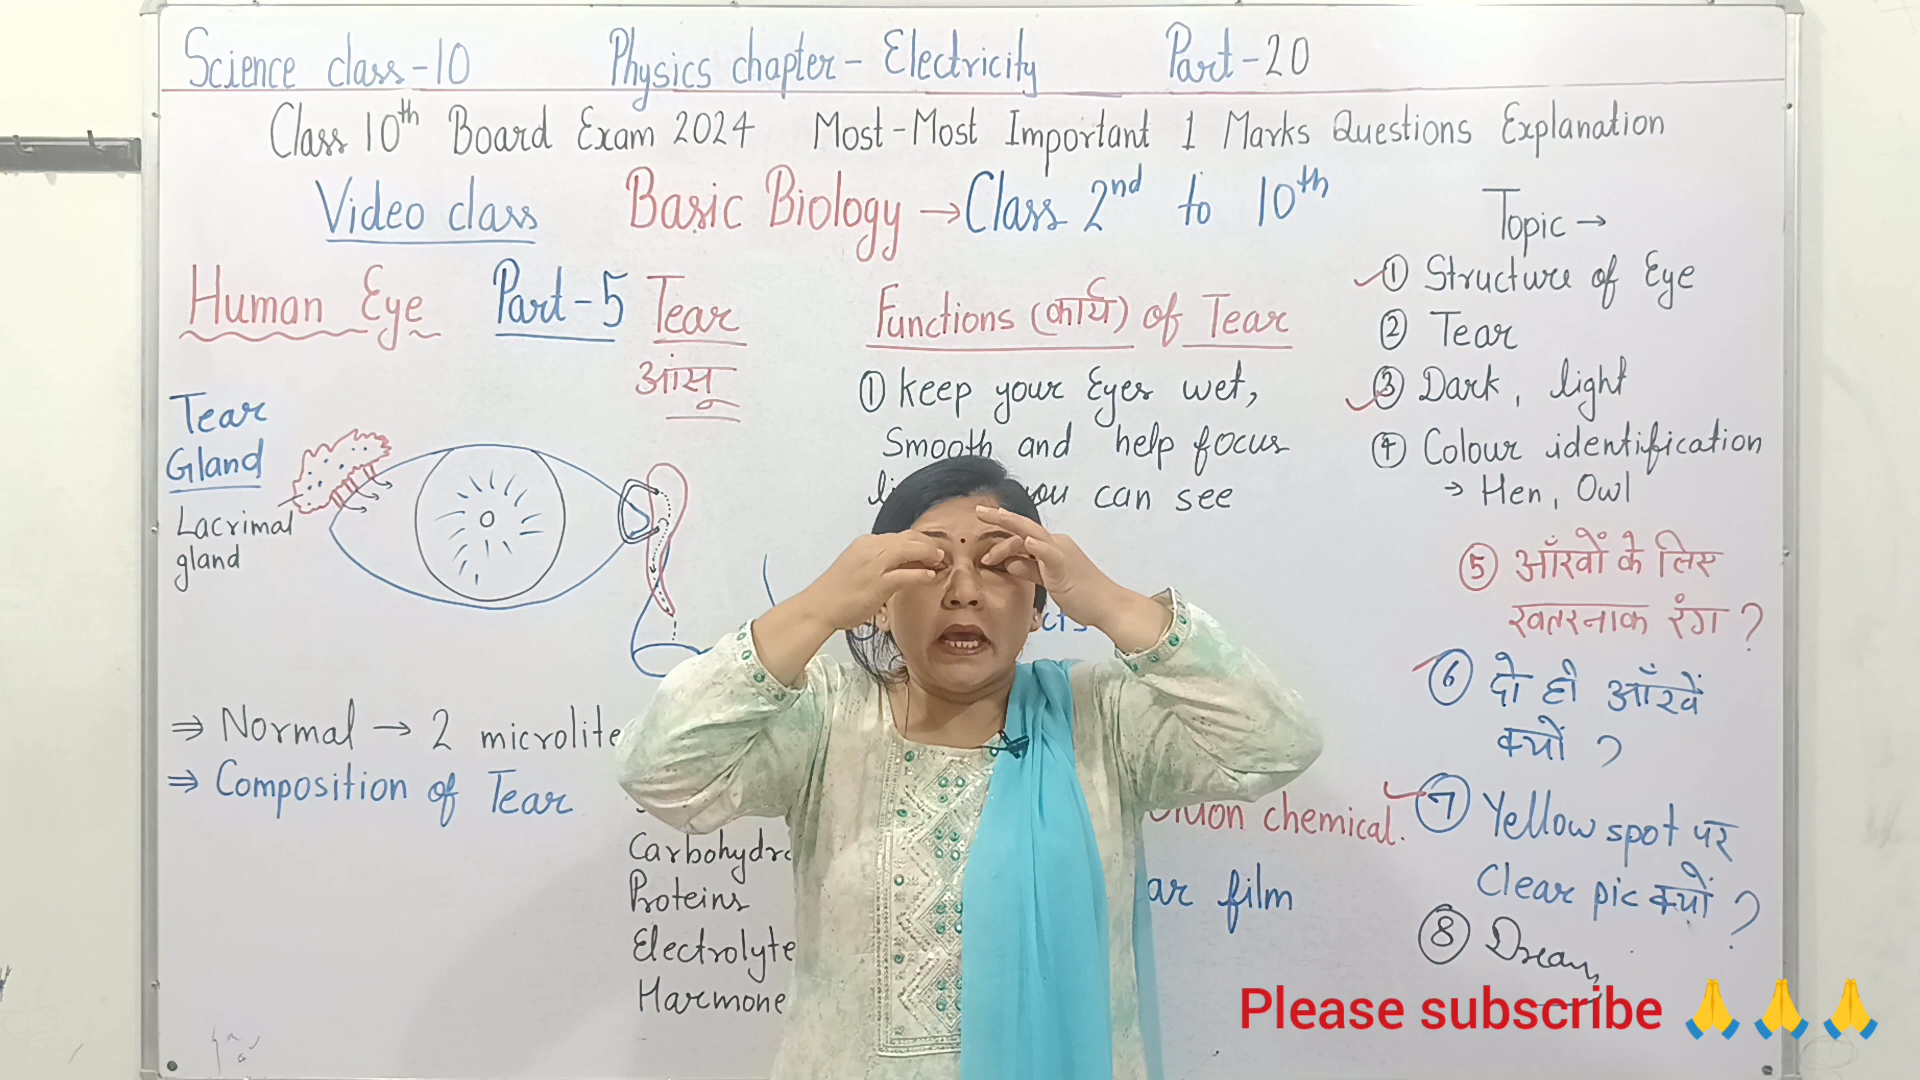 Science class-10 Physics chapter- Electricity Part-20
Class 10th Board Exam 2024 Most-Most Important 1 Marks Questions Explanation
Video class Basic Biology → Class 2nd to 10th
Human Eye Part-5 Tear
आंसू
Tear
Gland
Lacrimal
gland
⇒ Normal → 2 microlite
⇒ Composition of Tear
Carbohydra
Proteins
Electrolyte
Harmone
Functions (कार्य) of Tear
① Keep your Eyes wet,
Smooth and help focus
you can see
chemical.
film
Topic →
① Structure of Eye
② Tear
③ Dark, light
④ Colour identification
→ Hen, Owl
⑤ आँखों के लिस
खतरनाक रंग ?
⑥ दो ही आँखें
क्यों ?
⑦ Yellow spot पर
Clear pic क्यों ?
⑧
Please subscribe 🙏🙏🙏